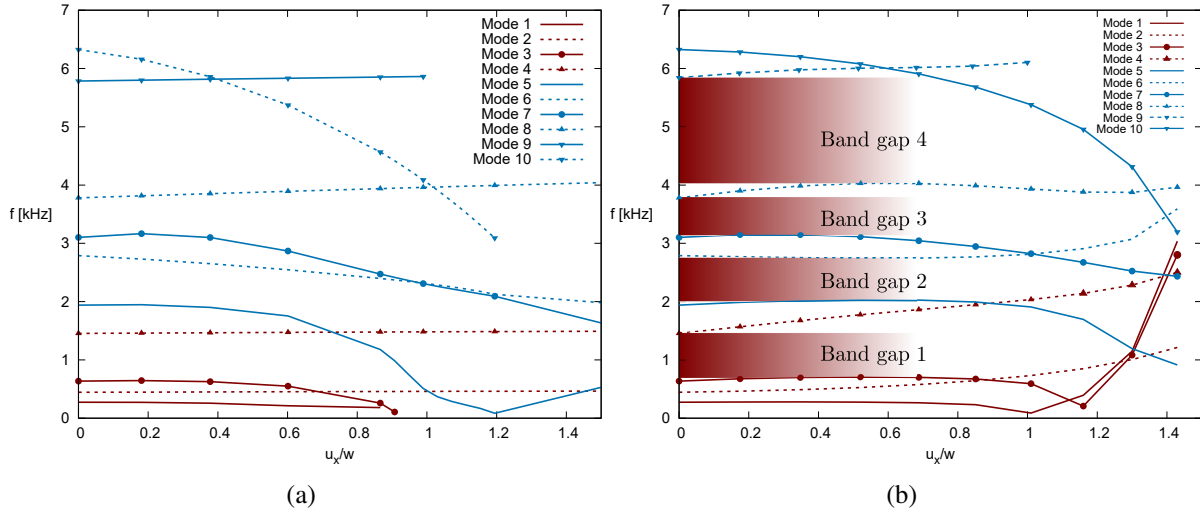 7
6
5
4
f [kHz]
3
2
1
0
0
0.2
0.4
0.6
0.8
1
1.2
1.4
u_x/w
Mode 1
Mode 2
Mode 3
Mode 4
Mode 5
Mode 6
Mode 7
Mode 8
Mode 9
Mode 10
(a)
7
6
5
4
f [kHz]
3
2
1
0
0
0.2
0.4
0.6
0.8
1
1.2
1.4
u_x/w
Mode 1
Mode 2
Mode 3
Mode 4
Mode 5
Mode 6
Mode 7
Mode 8
Mode 9
Mode 10
Band gap 4
Band gap 3
Band gap 2
Band gap 1
(b)